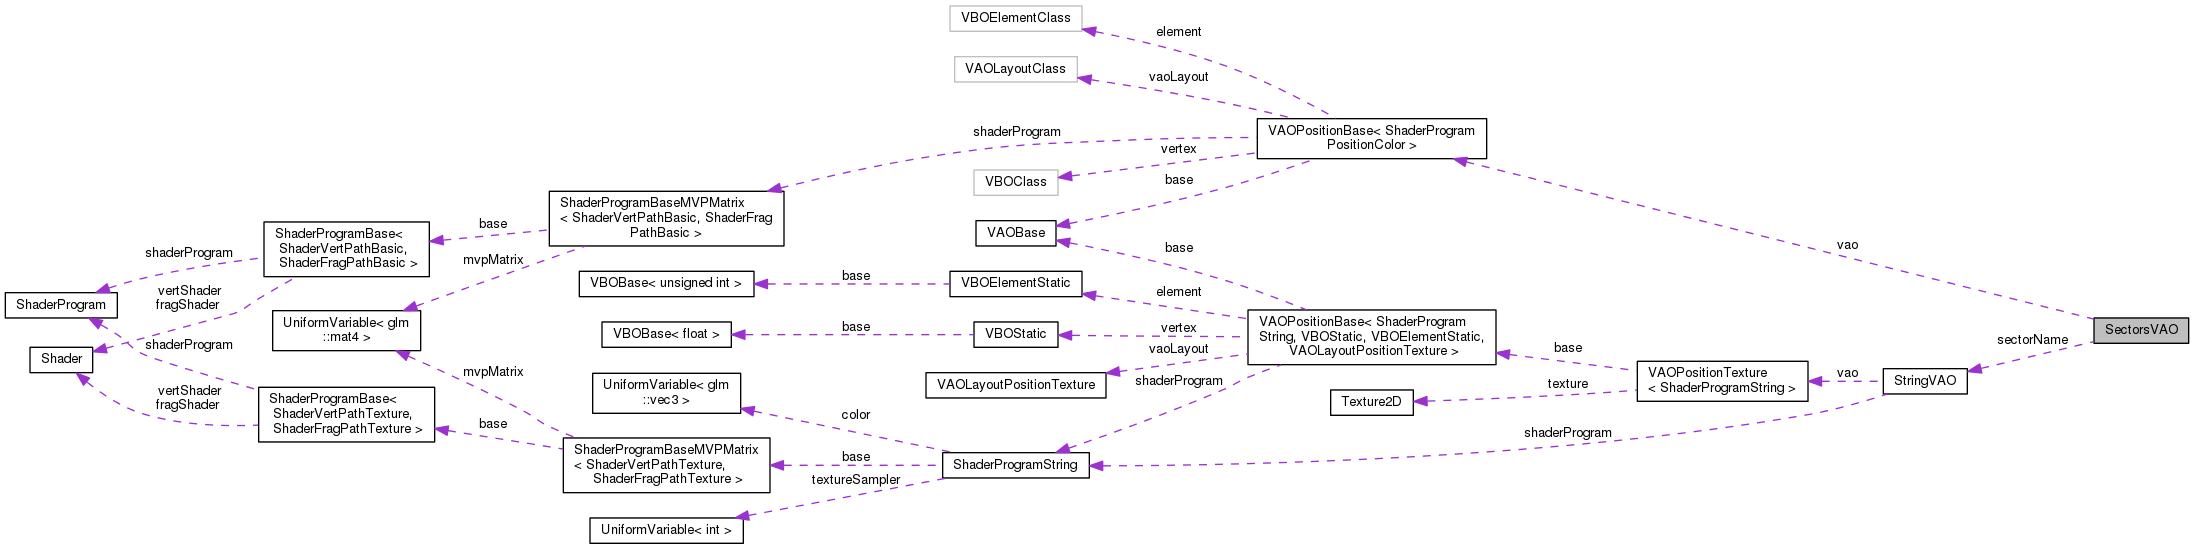 VBOElementClass
element
VAOLayoutClass
vaoLayout
VAOPositionBase< ShaderProgram
PositionColor >
shaderProgram
vertex
VBOClass
base
ShaderProgramBaseMVPMatrix
< ShaderVertPathBasic, ShaderFrag
PathBasic >
VAOBase
base
ShaderProgramBase<
ShaderVertPathBasic,
ShaderFragPathBasic >
shaderProgram
mvpMatrix
base
vao
vertShader
fragShader
VBOBase< unsigned int >
base
VBOElementStatic
element
ShaderProgram
UniformVariable< glm
::mat4 >
VBOBase< float >
base
VBOStatic
vertex
VAOPositionBase< ShaderProgram
String, VBOStatic, VBOElementStatic,
VAOLayoutPositionTexture >
SectorsVAO
sectorName
shaderProgram
Shader
vaoLayout
base
mvpMatrix
VAOLayoutPositionTexture
shaderProgram
VAOPositionTexture
< ShaderProgramString >
vao
StringVAO
texture
Texture2D
vertShader
fragShader
UniformVariable< glm
::vec3 >
ShaderProgramBase<
ShaderVertPathTexture,
ShaderFragPathTexture >
color
base
shaderProgram
ShaderProgramBaseMVPMatrix
< ShaderVertPathTexture,
ShaderFragPathTexture >
base
ShaderProgramString
textureSampler
UniformVariable< int >